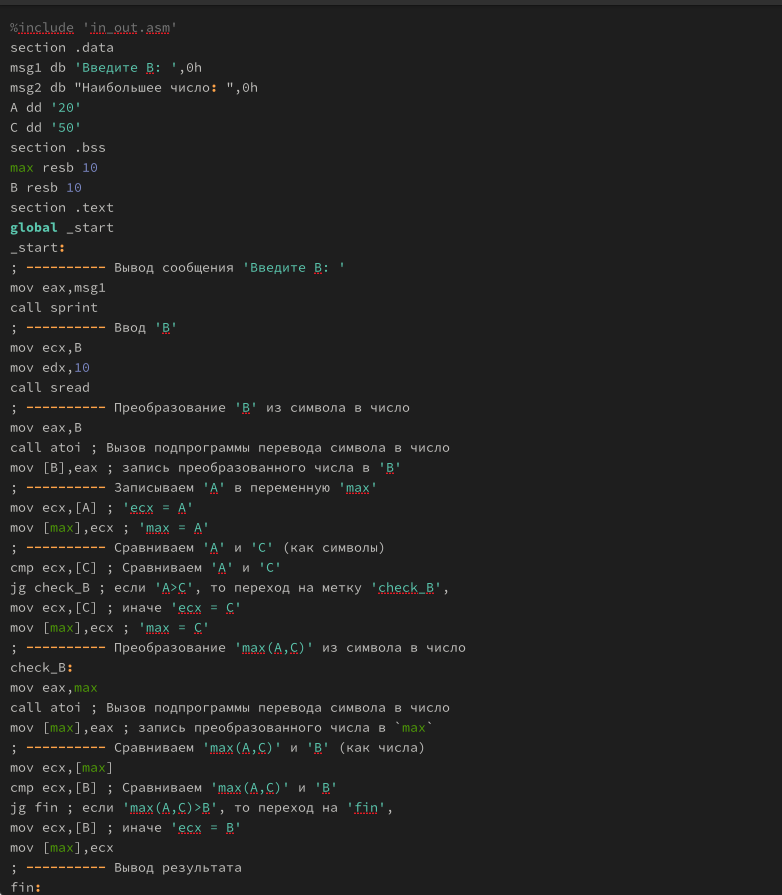 %include 'in_out.asm'
section .data
msg1 db 'Введите B: ',0h
msg2 db "Наибольшее число: ",0h
A dd '20'
C dd '50'
section .bss
max resb 10
B resb 10
section .text
global _start
_start:
; ---------- Вывод сообщения 'Введите B: '
mov eax,msg1
call sprint
; ---------- Ввод 'B'
mov ecx,B
mov edx,10
call sread
; ---------- Преобразование 'B' из символа в число
mov eax,B
call atoi ; Вызов подпрограммы перевода символа в число
mov [B],eax ; запись преобразованного числа в 'B'
; ---------- Записываем 'A' в переменную 'max'
mov ecx,[A] ; 'ecx = A'
mov [max],ecx ; 'max = A'
; ---------- Сравниваем 'A' и 'С' (как символы)
cmp ecx,[C] ; Сравниваем 'A' и 'С'
jg check_B ; если 'A>C', то переход на метку 'check_B',
mov ecx,[C] ; иначе 'ecx = C'
mov [max],ecx ; 'max = C'
; ---------- Преобразование 'max(A,C)' из символа в число
check_B:
mov eax,max
call atoi ; Вызов подпрограммы перевода символа в число
mov [max],eax ; запись преобразованного числа в `max`
; ---------- Сравниваем 'max(A,C)' и 'B' (как числа)
mov ecx,[max]
cmp ecx,[B] ; Сравниваем 'max(A,C)' и 'B'
jg fin ; если 'max(A,C)>B', то переход на 'fin',
mov ecx,[B] ; иначе 'ecx = B'
mov [max],ecx
; ---------- Вывод результата
fin: